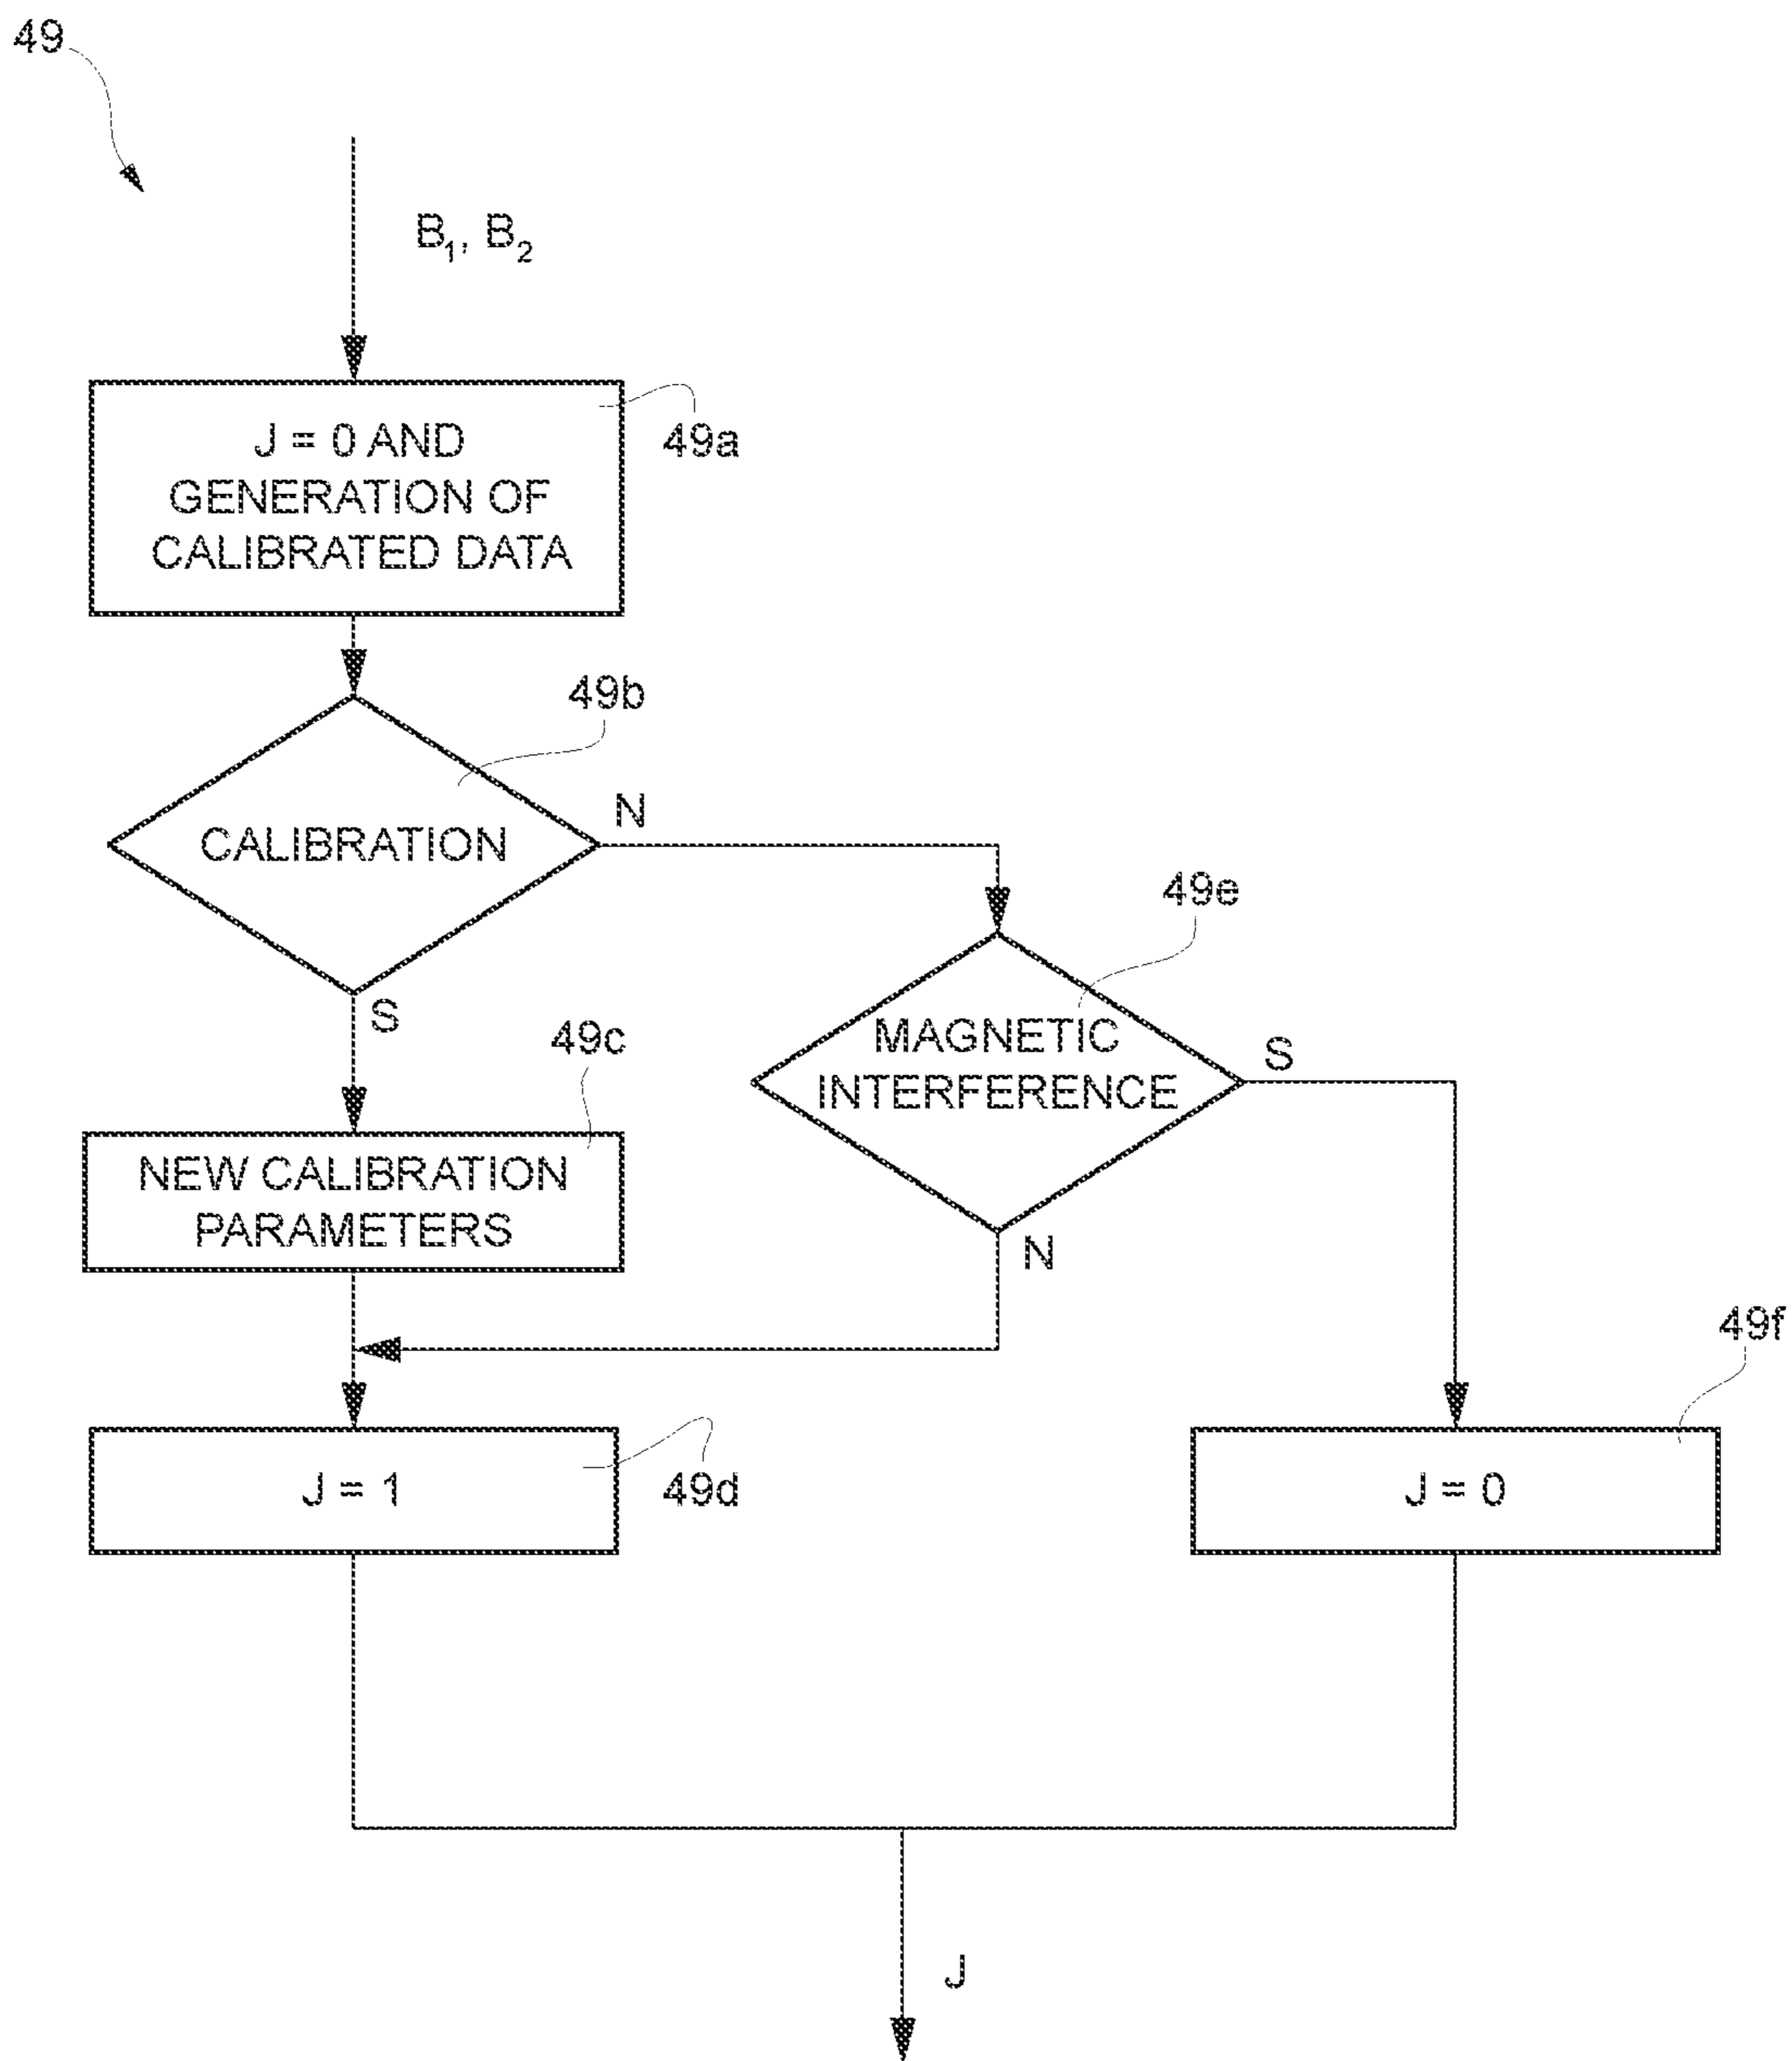 49
B₁, B₂
J = 0 AND
GENERATION OF
CALIBRATED DATA
49a
49b
CALIBRATION
N
S
49e
MAGNETIC
INTERFERENCE
S
N
49c
NEW CALIBRATION
PARAMETERS
49f
J = 1
49d
J = 0
J